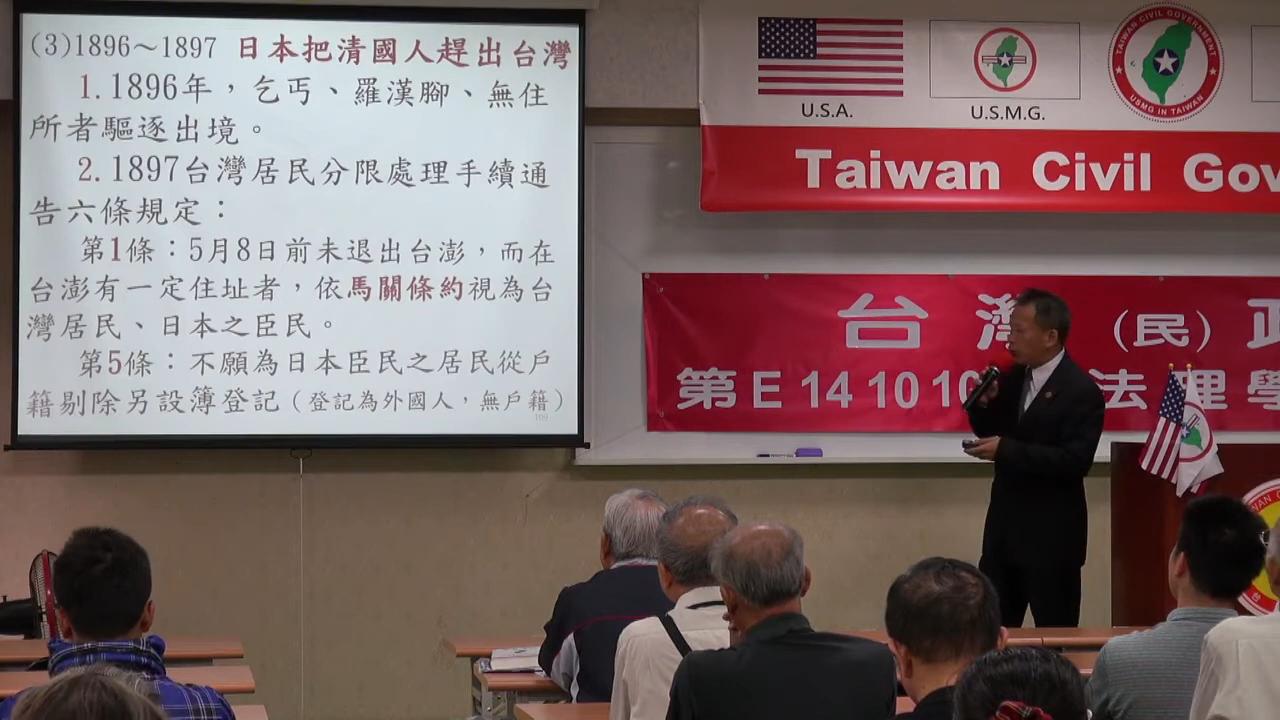 (3)1896～1897 日本把清國人趕出台灣
1.1896年，乞丐、羅漢腳、無住
所者驅逐出境。
2.1897台灣居民分限處理手續通
告六條規定：
第1條：5月8日前未退出台澎，而在
台澎有一定住址者，依馬關條約視為台
灣居民、日本之臣民。
第5條：不願為日本臣民之居民從戶
籍剔除另設簿登記（登記為外國人，無戶籍）
109
U.S.A.
U.S.M.G.
TAIWAN CIVIL GOVERNMENT
USMG IN TAIWAN
Taiwan Civil Gov
台灣（民）政
第E 14 10 10 法理學